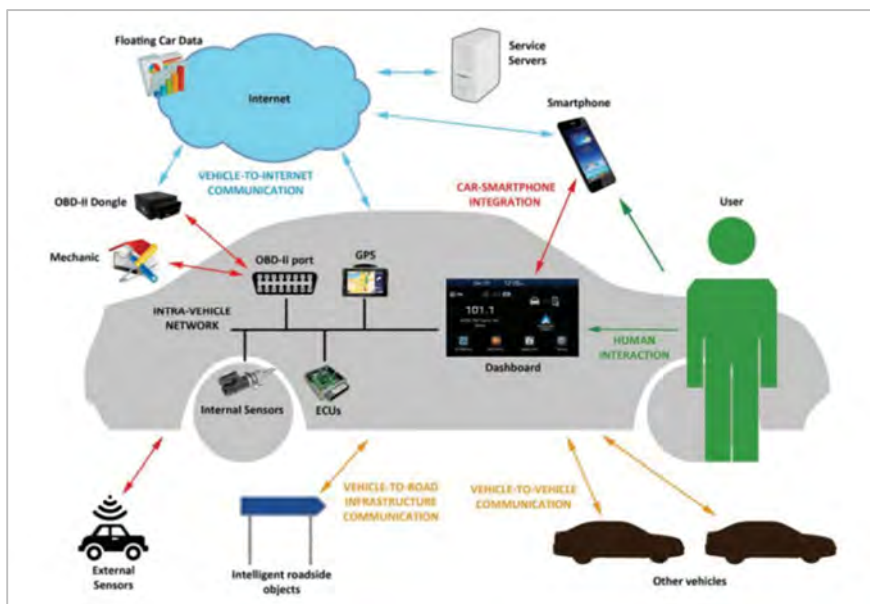 Floating Car Data
Service
Servers
Internet
Smartphone
VEHICLE-TO-INTERNET
COMMUNICATION
CAR-SMARTPHONE
INTEGRATION
OBD-II Dongle
User
Mechanic
OBD-II port
GPS
101.1
INTRA-VEHICLE
NETWORK
HUMAN
INTERACTION
Dashboard
Internal Sensors
ECUs
VEHICLE-TO-ROAD
INFRASTRUCTURE
COMMUNICATION
VEHICLE-TO-VEHICLE
COMMUNICATION
External
Sensors
Intelligent roadside
objects
Other vehicles